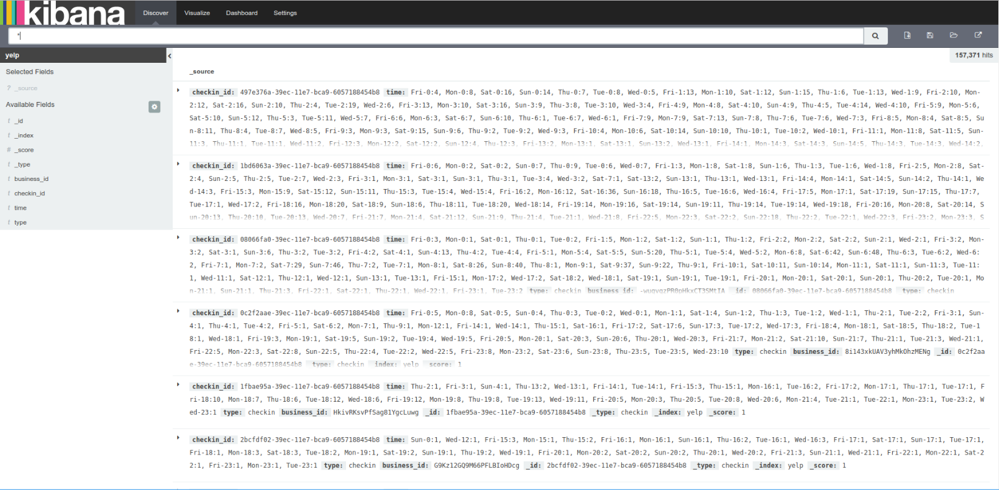 kibana Discover Visualize Dashboard Settings
*
yelp
157,371 hits
Selected Fields
? _source
Available Fields
t _id
t _index
# _score
t _type
t business_id
t checkin_id
t time
t type
_source
checkin_id: 497e376a-39ec-11e7-bca9-6057188454b8 time: Fri-0:4, Mon-0:8, Sat-0:16, Sun-0:14, Thu-0:7, Tue-0:8, Wed-0:5, Fri-1:13, Mon-1:10, Sat-1:12, Sun-1:15, Thu-1:6, Tue-1:13, Wed-1:9, Fri-2:10, Mon-
2:12, Sat-2:16, Sun-2:10, Thu-2:4, Tue-2:19, Wed-2:6, Fri-3:13, Mon-3:10, Sat-3:16, Sun-3:9, Thu-3:8, Tue-3:10, Wed-3:4, Fri-4:9, Mon-4:8, Sat-4:10, Sun-4:9, Thu-4:5, Tue-4:14, Wed-4:10, Fri-5:9, Mon-5:6,
Sat-5:10, Sun-5:12, Thu-5:3, Tue-5:11, Wed-5:7, Fri-6:6, Mon-6:3, Sat-6:7, Sun-6:10, Thu-6:1, Tue-6:7, Wed-6:1, Fri-7:9, Mon-7:9, Sat-7:13, Sun-7:8, Thu-7:6, Tue-7:6, Wed-7:3, Fri-8:5, Mon-8:4, Sat-8:5, Su
n-8:11, Thu-8:4, Tue-8:7, Wed-8:5, Fri-9:3, Mon-9:3, Sat-9:15, Sun-9:6, Thu-9:2, Tue-9:2, Wed-9:3, Fri-10:4, Mon-10:6, Sat-10:14, Sun-10:10, Thu-10:1, Tue-10:2, Wed-10:1, Fri-11:1, Mon-11:8, Sat-11:5, Sun-
11:3, Thu-11:1, Tue-11:1, Wed-11:2, Fri-12:3, Mon-12:2, Sat-12:2, Sun-12:4, Thu-12:3, Fri-13:2, Mon-13:1, Sat-13:1, Sun-13:2, Wed-13:1, Fri-14:1, Mon-14:3, Sat-14:3, Sun-14:5, Thu-14:3, Tue-14:3, Wed-14:2,
checkin_id: 1bd6063a-39ec-11e7-bca9-6057188454b8 time: Fri-0:6, Mon-0:2, Sat-0:2, Sun-0:7, Thu-0:9, Tue-0:6, Wed-0:7, Fri-1:3, Mon-1:8, Sat-1:8, Sun-1:6, Thu-1:3, Tue-1:6, Wed-1:8, Fri-2:5, Mon-2:8, Sat-
2:4, Sun-2:5, Thu-2:5, Tue-2:7, Wed-2:3, Fri-3:1, Mon-3:1, Sat-3:1, Sun-3:1, Thu-3:1, Tue-3:4, Wed-3:2, Sat-7:1, Sat-13:2, Sun-13:1, Thu-13:1, Wed-13:1, Fri-14:4, Mon-14:1, Sat-14:5, Sun-14:2, Thu-14:1, We
d-14:3, Fri-15:3, Mon-15:9, Sat-15:12, Sun-15:11, Thu-15:3, Tue-15:4, Wed-15:4, Fri-16:2, Mon-16:12, Sat-16:36, Sun-16:18, Thu-16:5, Tue-16:6, Wed-16:4, Fri-17:5, Mon-17:1, Sat-17:19, Sun-17:15, Thu-17:7,
Tue-17:1, Wed-17:2, Fri-18:16, Mon-18:20, Sat-18:9, Sun-18:6, Thu-18:11, Tue-18:20, Wed-18:14, Fri-19:14, Mon-19:16, Sat-19:14, Sun-19:11, Thu-19:14, Tue-19:14, Wed-19:18, Fri-20:16, Mon-20:8, Sat-20:14, S
un-20:13, Thu-20:10, Tue-20:13, Wed-20:7, Fri-21:7, Mon-21:4, Sat-21:12, Sun-21:9, Thu-21:4, Tue-21:1, Wed-21:8, Fri-22:5, Mon-22:3, Sat-22:2, Sun-22:18, Thu-22:2, Tue-22:1, Wed-22:3, Fri-23:2, Mon-23:3, S
checkin_id: 08066fa0-39ec-11e7-bca9-6057188454b8 time: Fri-0:3, Mon-0:1, Sat-0:1, Thu-0:1, Tue-0:2, Fri-1:5, Mon-1:2, Sat-1:2, Sun-1:1, Thu-1:2, Fri-2:2, Mon-2:2, Sat-2:2, Sun-2:1, Wed-2:1, Fri-3:2, Mon-
3:2, Sat-3:1, Sun-3:6, Thu-3:2, Tue-3:2, Fri-4:2, Sat-4:1, Sun-4:13, Thu-4:2, Tue-4:4, Fri-5:1, Mon-5:4, Sat-5:5, Sun-5:20, Thu-5:1, Tue-5:4, Wed-5:2, Mon-6:8, Sat-6:42, Sun-6:48, Thu-6:3, Tue-6:2, Wed-6:
2, Fri-7:1, Mon-7:2, Sat-7:29, Sun-7:46, Thu-7:2, Tue-7:1, Mon-8:1, Sat-8:26, Sun-8:40, Thu-8:1, Mon-9:1, Sat-9:37, Sun-9:22, Thu-9:1, Fri-10:1, Sat-10:11, Sun-10:14, Mon-11:1, Sat-11:1, Sun-11:3, Tue-11:
1, Wed-11:1, Sat-12:1, Thu-12:1, Wed-12:1, Sun-13:1, Tue-13:1, Fri-15:1, Mon-17:2, Wed-17:2, Sat-18:2, Wed-18:1, Sat-19:1, Sun-19:1, Tue-19:1, Fri-20:1, Mon-20:1, Sat-20:1, Sun-20:1, Thu-20:2, Tue-20:1, Mo
n-21:1, Sun-21:1, Thu-21:3, Fri-22:1, Sat-22:1, Thu-22:1, Wed-22:1, Fri-23:1, Tue-23:2 type: checkin business_id: _id: 08066fa0-39ec-11e7-bca9-6057188454b8 _type: checkin
checkin_id: 0c2f2aae-39ec-11e7-bca9-6057188454b8 time: Fri-0:5, Mon-0:8, Sat-0:5, Sun-0:4, Thu-0:3, Tue-0:2, Wed-0:1, Mon-1:1, Sat-1:4, Sun-1:2, Thu-1:3, Tue-1:2, Wed-1:1, Thu-2:1, Tue-2:2, Fri-3:1, Sun-
4:1, Thu-4:1, Tue-4:2, Fri-5:1, Sat-6:2, Mon-7:1, Thu-9:1, Mon-12:1, Fri-14:1, Wed-14:1, Thu-15:1, Sat-16:1, Fri-17:2, Sat-17:6, Sun-17:3, Tue-17:2, Wed-17:3, Fri-18:4, Mon-18:1, Sat-18:5, Thu-18:2, Tue-1
8:1, Wed-18:1, Fri-19:3, Mon-19:1, Sat-19:5, Sun-19:2, Tue-19:4, Wed-19:5, Fri-20:5, Mon-20:1, Sat-20:3, Sun-20:6, Thu-20:1, Wed-20:3, Fri-21:7, Mon-21:2, Sat-21:10, Sun-21:7, Thu-21:1, Tue-21:3, Wed-21:1,
Fri-22:5, Mon-22:3, Sat-22:8, Sun-22:5, Thu-22:4, Tue-22:2, Wed-22:5, Fri-23:8, Mon-23:2, Sat-23:6, Sun-23:8, Thu-23:5, Tue-23:5, Wed-23:10 type: checkin business_id: 8i143xkUAV3yhMkOhzMENg _id: 0c2f2aa
e-39ec-11e7-bca9-6057188454b8 _type: checkin _index: yelp _score: 1
checkin_id: 1fbae95a-39ec-11e7-bca9-6057188454b8 time: Thu-2:1, Fri-3:1, Sun-4:1, Thu-13:2, Wed-13:1, Fri-14:1, Tue-14:1, Fri-15:3, Thu-15:1, Mon-16:1, Tue-16:2, Fri-17:2, Mon-17:1, Thu-17:1, Tue-17:1, F
ri-18:10, Mon-18:7, Thu-18:6, Tue-18:12, Wed-18:6, Fri-19:12, Mon-19:8, Thu-19:8, Tue-19:13, Wed-19:11, Fri-20:5, Mon-20:3, Thu-20:5, Tue-20:8, Wed-20:6, Mon-21:4, Tue-21:1, Tue-22:1, Mon-23:1, Tue-23:2, W
ed-23:1 type: checkin business_id: HkivRKsvPfSag81YgcLuwg _id: 1fbae95a-39ec-11e7-bca9-6057188454b8 _type: checkin _index: yelp _score: 1
checkin_id: 2bcfdf02-39ec-11e7-bca9-6057188454b8 time: Sun-0:1, Wed-12:1, Fri-15:3, Mon-15:1, Thu-15:2, Fri-16:1, Mon-16:1, Sun-16:1, Thu-16:2, Tue-16:1, Wed-16:3, Fri-17:1, Sat-17:1, Sun-17:1, Tue-17:1,
Fri-18:1, Mon-18:3, Sat-18:3, Tue-18:2, Mon-19:1, Sat-19:2, Sun-19:1, Thu-19:2, Wed-19:1, Fri-20:1, Mon-20:2, Sat-20:2, Sun-20:2, Thu-20:1, Wed-20:2, Fri-21:3, Sun-21:1, Wed-21:1, Fri-22:1, Mon-22:1, Sat-2
2:1, Fri-23:1, Mon-23:1, Tue-23:1 type: checkin business_id: G9Kz12GQ9M66PFLBIoHDcg _id: 2bcfdf02-39ec-11e7-bca9-6057188454b8 _type: checkin _index: yelp _score: 1